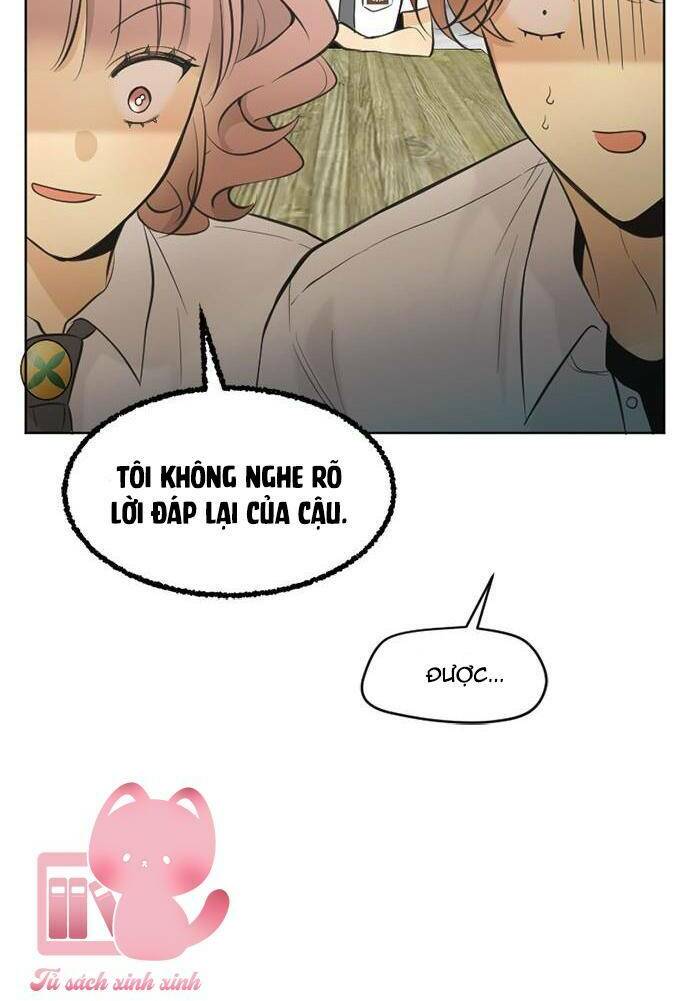 TÔI KHÔNG NGHE RÕ
LỜI ĐÁP LẠI CỦA CẬU.
ĐƯỢC...
Tủ sách xinh xinh